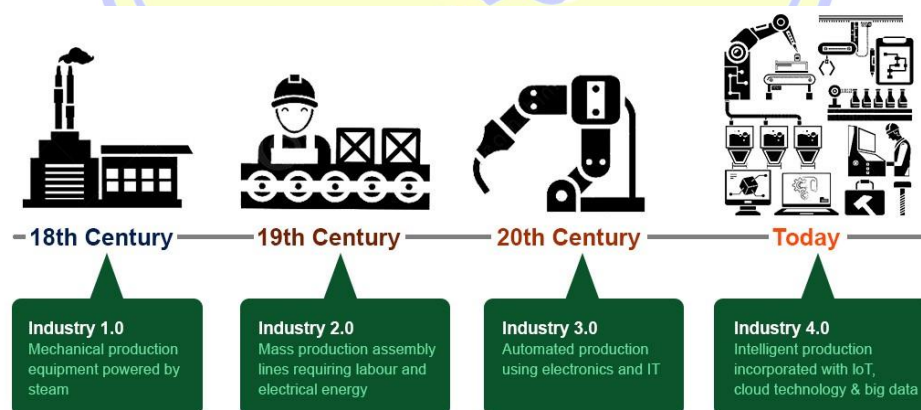 18th Century
19th Century
20th Century
Today
Industry 1.0
Mechanical production
equipment powered by
steam
Industry 2.0
Mass production assembly
lines requiring labour and
electrical energy
Industry 3.0
Automated production
using electronics and IT
Industry 4.0
Intelligent production
incorporated with IoT,
cloud technology & big data